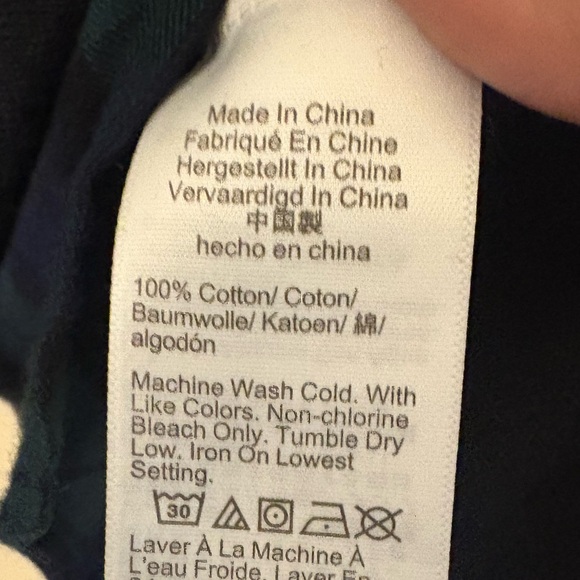 Made In China
Fabriqué En Chine
Hergestellt In China
Vervaardigd In China
中国製
hecho en china
100% Cotton/ Coton/
Baumwolle/ Katoen/ 綿/
algodón
Machine Wash Cold. With
Like Colors. Non-chlorine
Bleach Only. Tumble Dry
Low. Iron On Lowest
Setting.
30
Laver À La Machine À
L'eau Froide. Laver En